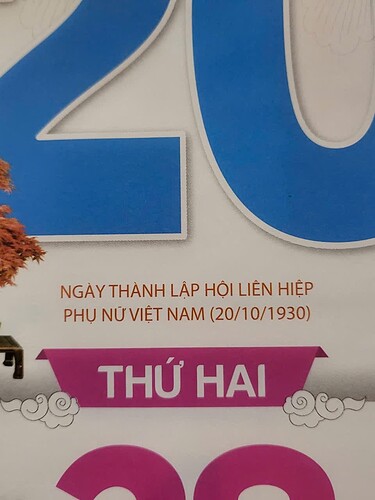 20
NGÀY THÀNH LẬP HỘI LIÊN HIỆP
PHỤ NỮ VIỆT NAM (20/10/1930)
THỨ HAI